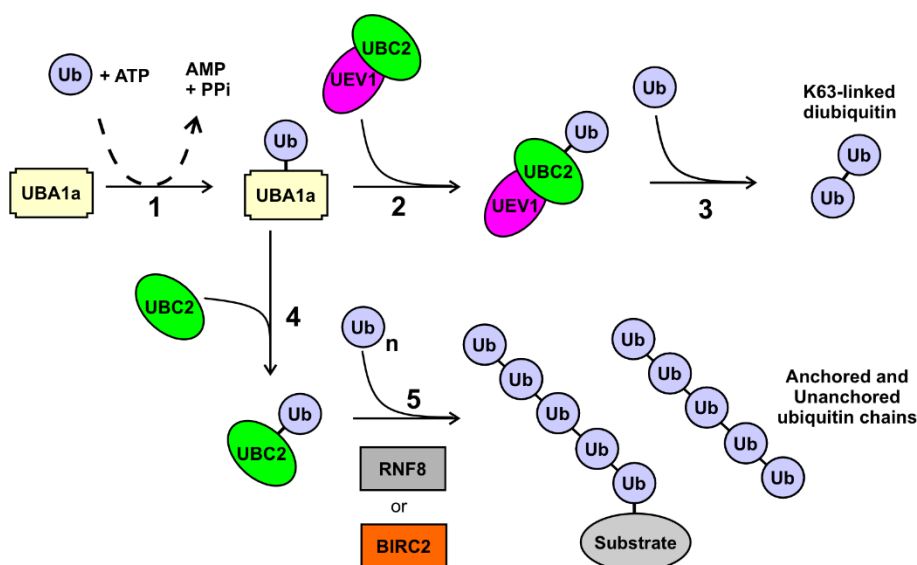 Ub
+ ATP
AMP
+ PPi
UBC2
UEV1
Ub
K63-linked
diubiquitin
Ub
UBA1a
1
UBA1a
2
Ub
UBC2
UEV1
3
Ub
Ub
UBC2
4
Ub
n
5
Ub
UBC2
RNF8
or
BIRC2
Ub
Ub
Ub
Ub
Ub
Substrate
Ub
Ub
Ub
Ub
Ub
Anchored and
Unanchored
ubiquitin chains